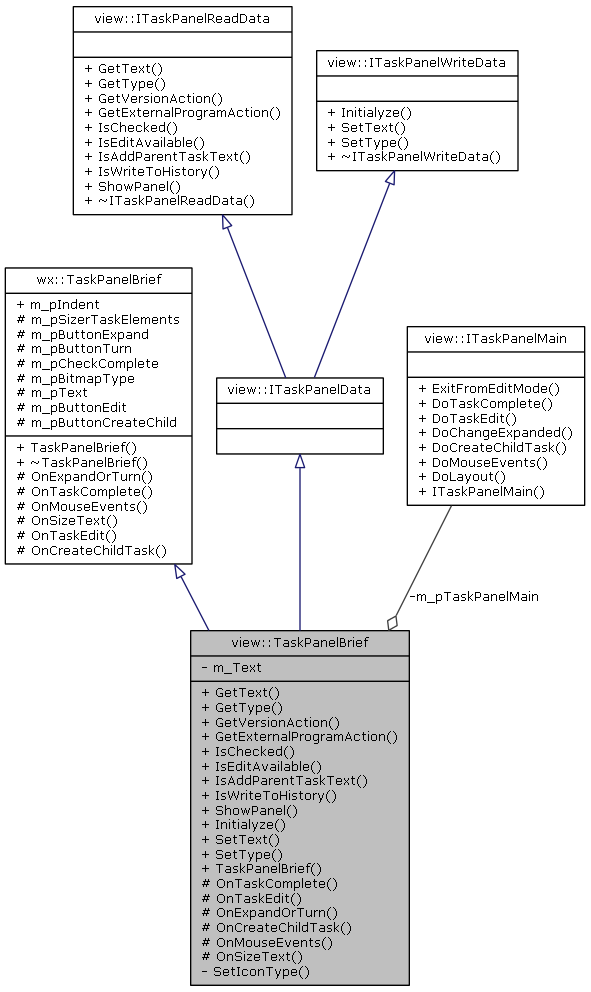 view::ITaskPanelReadData
+ GetText()
+ GetType()
+ GetVersionAction()
+ GetExternalProgramAction()
+ IsChecked()
+ IsEditAvailable()
+ IsAddParentTaskText()
+ IsWriteToHistory()
+ ShowPanel()
+ ~ITaskPanelReadData()
view::ITaskPanelWriteData
+ Initialyze()
+ SetText()
+ SetType()
+ ~ITaskPanelWriteData()
wx::TaskPanelBrief
+ m_pIndent
# m_pSizerTaskElements
# m_pButtonExpand
# m_pButtonTurn
# m_pCheckComplete
# m_pBitmapType
# m_pText
# m_pButtonEdit
# m_pButtonCreateChild
+ TaskPanelBrief()
+ ~TaskPanelBrief()
# OnExpandOrTurn()
# OnTaskComplete()
# OnMouseEvents()
# OnSizeText()
# OnTaskEdit()
# OnCreateChildTask()
view::ITaskPanelData
view::ITaskPanelMain
+ ExitFromEditMode()
+ DoTaskComplete()
+ DoTaskEdit()
+ DoChangeExpanded()
+ DoCreateChildTask()
+ DoMouseEvents()
+ DoLayout()
+ ITaskPanelMain()
-m_pTaskPanelMain
view::TaskPanelBrief
- m_Text
+ GetText()
+ GetType()
+ GetVersionAction()
+ GetExternalProgramAction()
+ IsChecked()
+ IsEditAvailable()
+ IsAddParentTaskText()
+ IsWriteToHistory()
+ ShowPanel()
+ Initialyze()
+ SetText()
+ SetType()
+ TaskPanelBrief()
# OnTaskComplete()
# OnTaskEdit()
# OnExpandOrTurn()
# OnCreateChildTask()
# OnMouseEvents()
# OnSizeText()
- SetIconType()